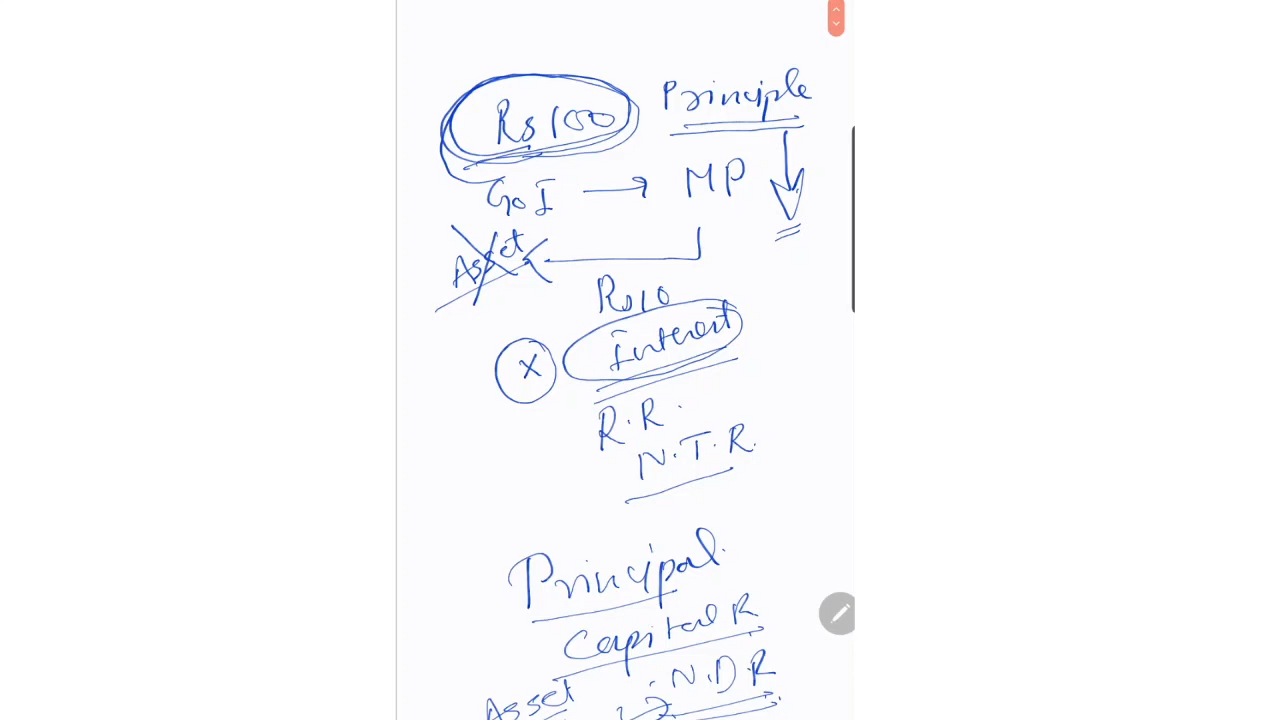 Rs 100 Principle
GoI → MP
Asset
Rs 10
X Interest
R.R.
N.T.R.
Principal.
Capital R
Asset N.D.R